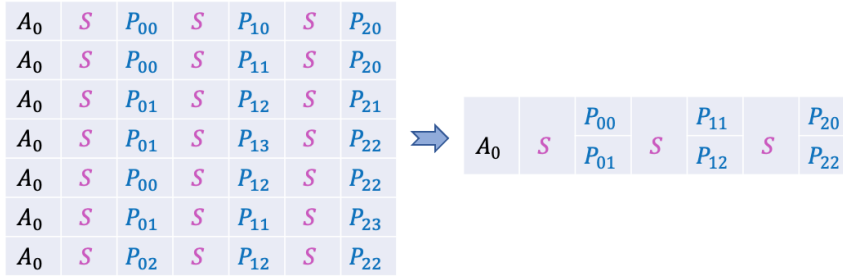 A₀ S P₀₀ S P₁₀ S P₂₀
A₀ S P₀₀ S P₁₁ S P₂₀
A₀ S P₀₁ S P₁₂ S P₂₁
A₀ S P₀₁ S P₁₃ S P₂₂
A₀ S P₀₀ S P₁₂ S P₂₂
A₀ S P₀₁ S P₁₁ S P₂₃
A₀ S P₀₂ S P₁₂ S P₂₂
P₀₀ P₁₁ P₂₀
A₀ S S S
P₀₁ P₁₂ P₂₂